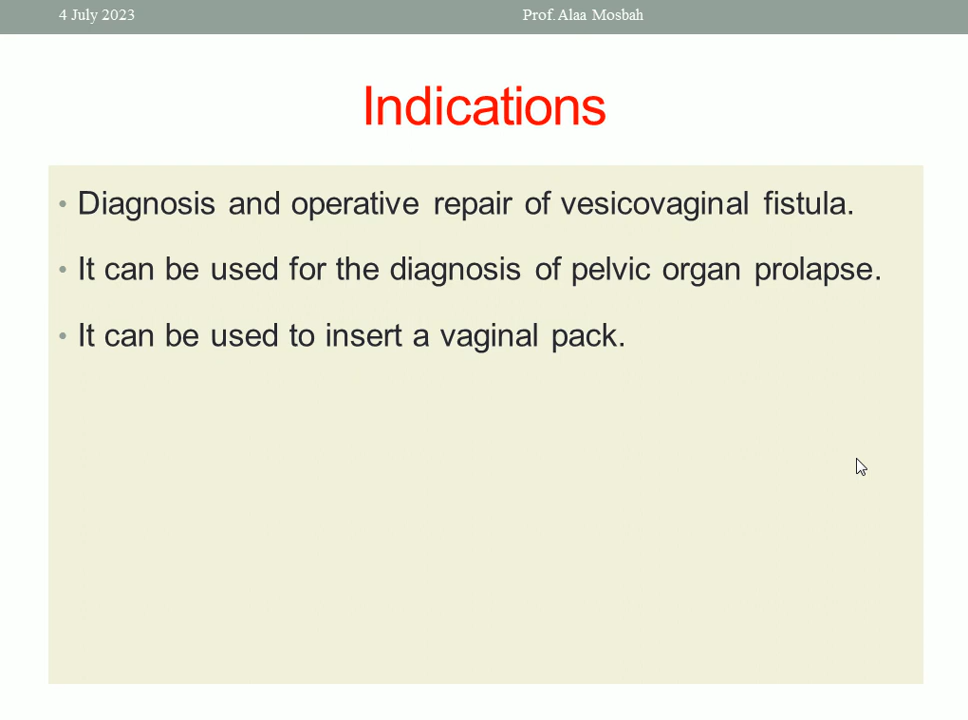 4 July 2023 Prof. Alaa Mosbah
Indications
• Diagnosis and operative repair of vesicovaginal fistula.
• It can be used for the diagnosis of pelvic organ prolapse.
• It can be used to insert a vaginal pack.